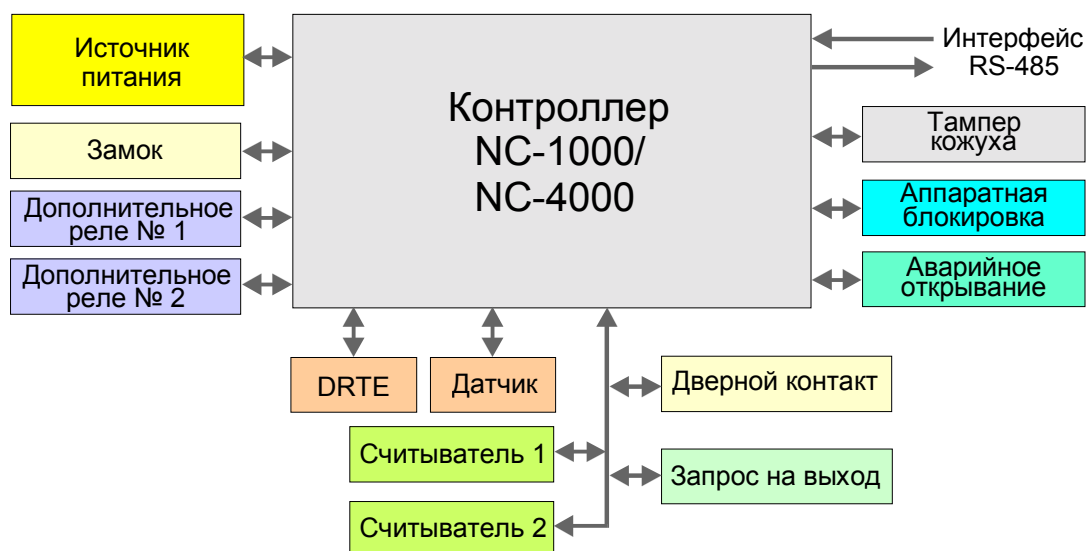 Источник
питания
Замок
Дополнительное
реле № 1
Дополнительное
реле № 2
Контроллер
NC-1000/
NC-4000
Интерфейс
RS-485
Тампер
кожуха
Аппаратная
блокировка
Аварийное
открывание
DRTE
Датчик
Дверной контакт
Считыватель 1
Запрос на выход
Считыватель 2